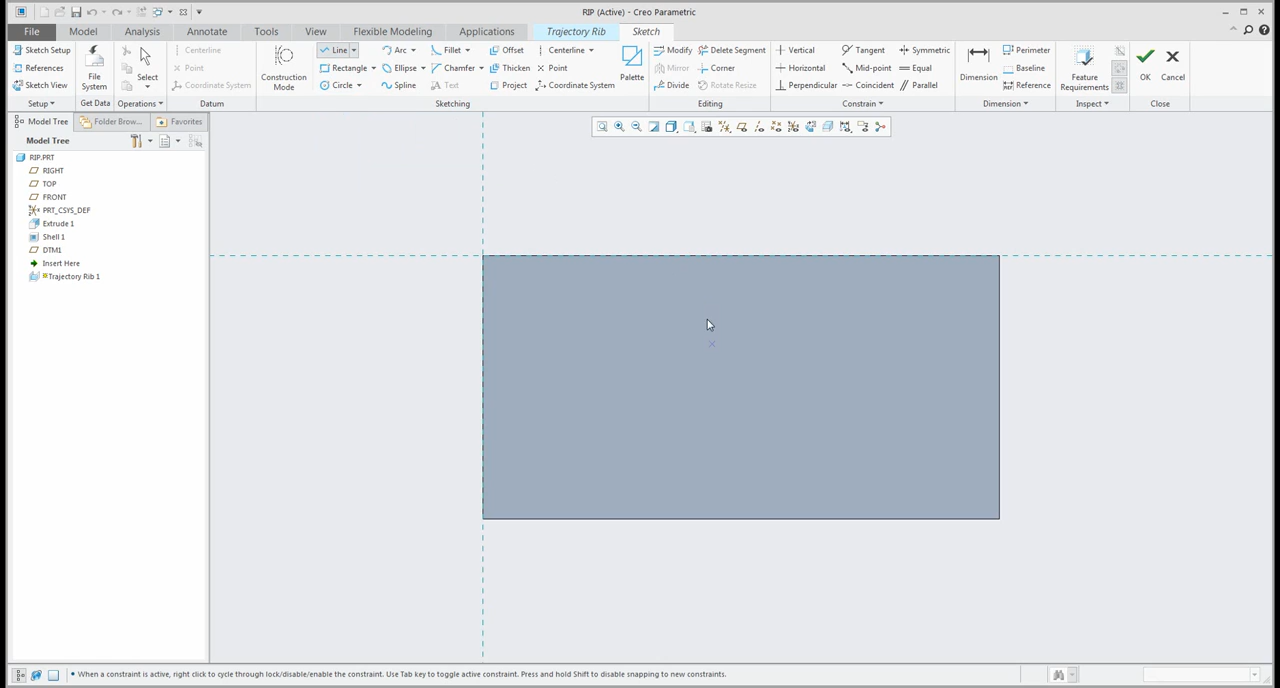 RIP (Active) - Creo Parametric
File Model Analysis Annotate Tools View Flexible Modeling Applications Trajectory Rib Sketch
Sketch Setup
References
Sketch View
Setup
File System
Get Data
Select
Operations
Centerline
Point
Coordinate System
Datum
Construction Mode
Line Arc Fillet Offset Centerline
Rectangle Ellipse Chamfer Thicken Point
Circle Spline Text Project Coordinate System
Palette
Sketching
Modify Delete Segment
Mirror Corner
Divide Rotate Resize
Editing
Vertical Tangent Symmetric
Horizontal Mid-point Equal
Perpendicular Coincident Parallel
Constrain
Dimension
Perimeter
Baseline
Reference
Dimension
Feature Requirements
Inspect
OK Cancel
Close
Model Tree Folder Brow... Favorites
Model Tree
RIP.PRT
RIGHT
TOP
FRONT
PRT_CSYS_DEF
Extrude 1
Shell 1
DTM1
Insert Here
Trajectory Rib 1
When a constraint is active, right click to cycle through lock/disable/enable the constraint. Use Tab key to toggle active constraint. Press and hold Shift to disable snapping to new constraints.